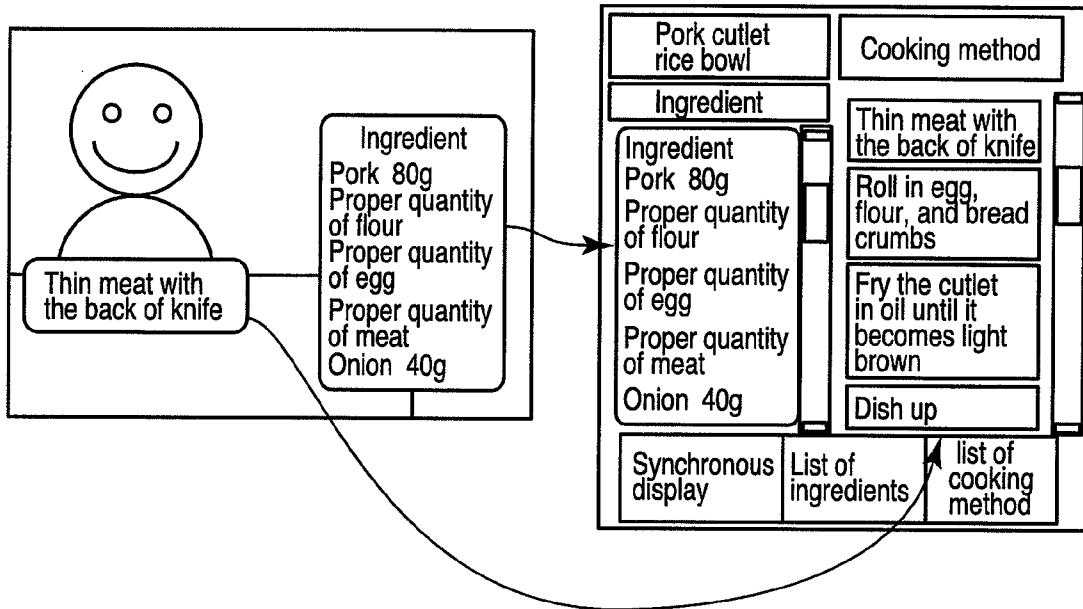 Ingredient
Pork 80g
Proper quantity
of flour
Proper quantity
of egg
Proper quantity
of meat
Onion 40g
Thin meat with
the back of knife
Pork cutlet
rice bowl
Ingredient
Ingredient
Pork 80g
Proper quantity
of flour
Proper quantity
of egg
Proper quantity
of meat
Onion 40g
Cooking method
Thin meat with
the back of knife
Roll in egg,
flour, and bread
crumbs
Fry the cutlet
in oil until it
becomes light
brown
Dish up
Synchronous
display
List of
ingredients
list of
cooking
method